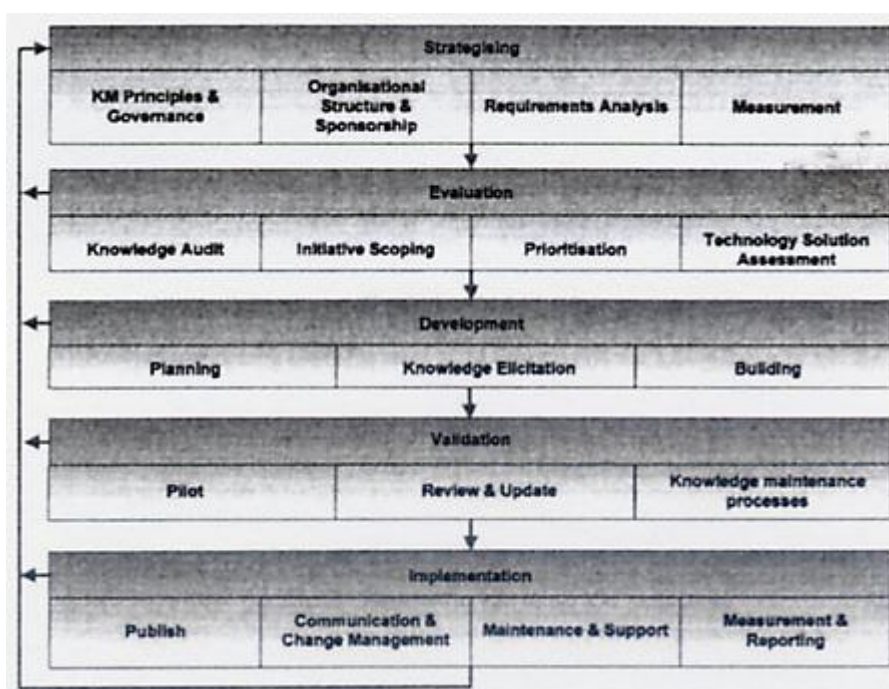 Strategising
KM Principles &
Governance
Organisational
Structure &
Sponsorship
Requirements Analysis
Measurement
Evaluation
Knowledge Audit
Initiative Scoping
Prioritisation
Technology Solution
Assessment
Development
Planning
Knowledge Elicitation
Building
Validation
Pilot
Review & Update
Knowledge maintenance
processes
Implementation
Publish
Communication &
Change Management
Maintenance & Support
Measurement &
Reporting